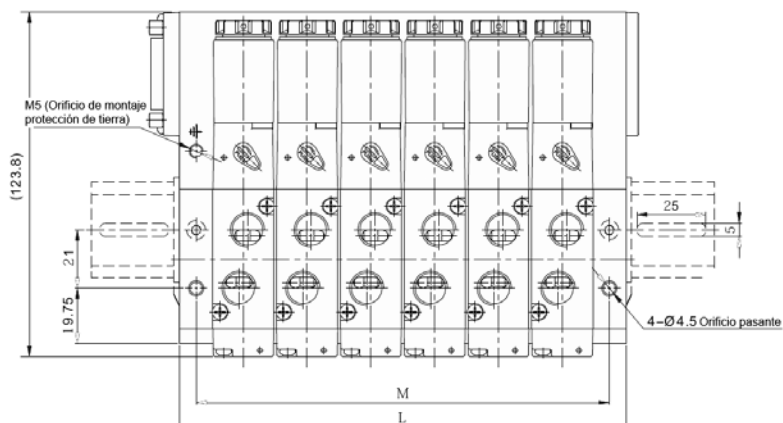 M5 (Orificio de montaje
protección de tierra)
(123.8)
25
5
21
19.75
4-Ø4.5 Orificio pasante
M
L